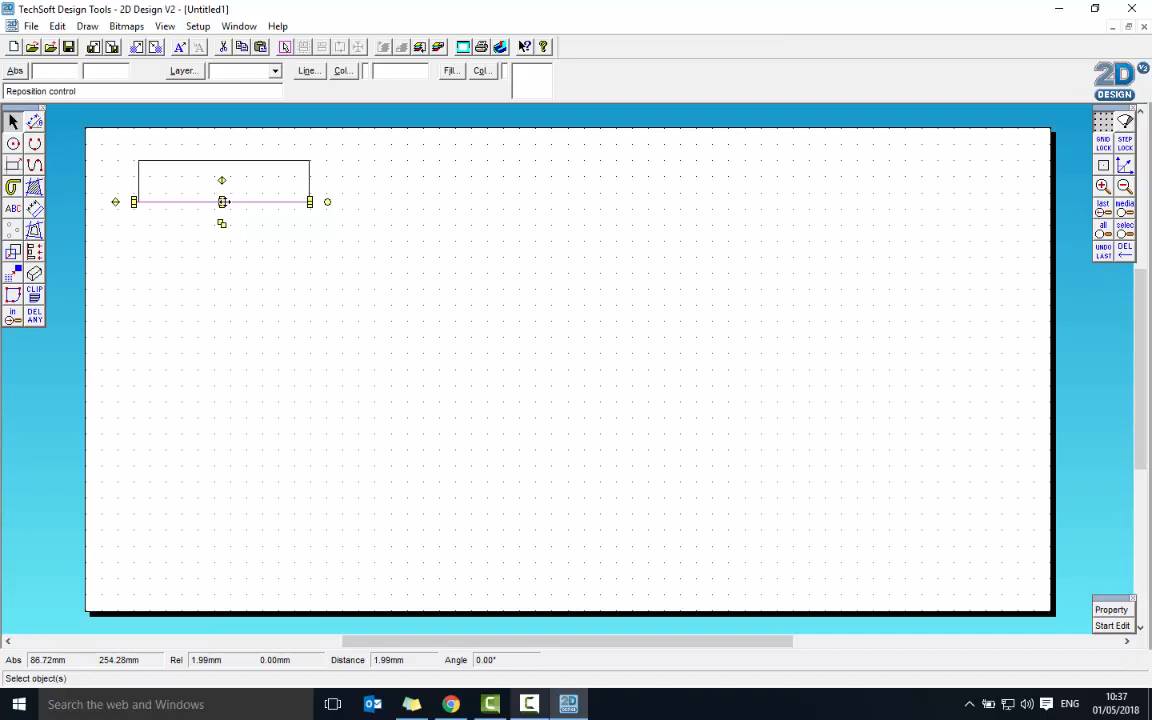 TechSoft Design Tools - 2D Design V2 - [Untitled1]
File Edit Draw Bitmaps View Setup Window Help
Abs Layer... Line... Col... Fill... Col...
Reposition control
2D V2
DESIGN
GRID LOCK STEP LOCK
last media
all selec
UNDO LAST DEL
ABC
CLIP
in DEL ANY
Property
Start Edit
Abs 86.72mm 254.28mm Rel 1.99mm 0.00mm Distance 1.99mm Angle 0.00°
Select object(s)
Search the web and Windows
ENG
10:37
01/05/2018